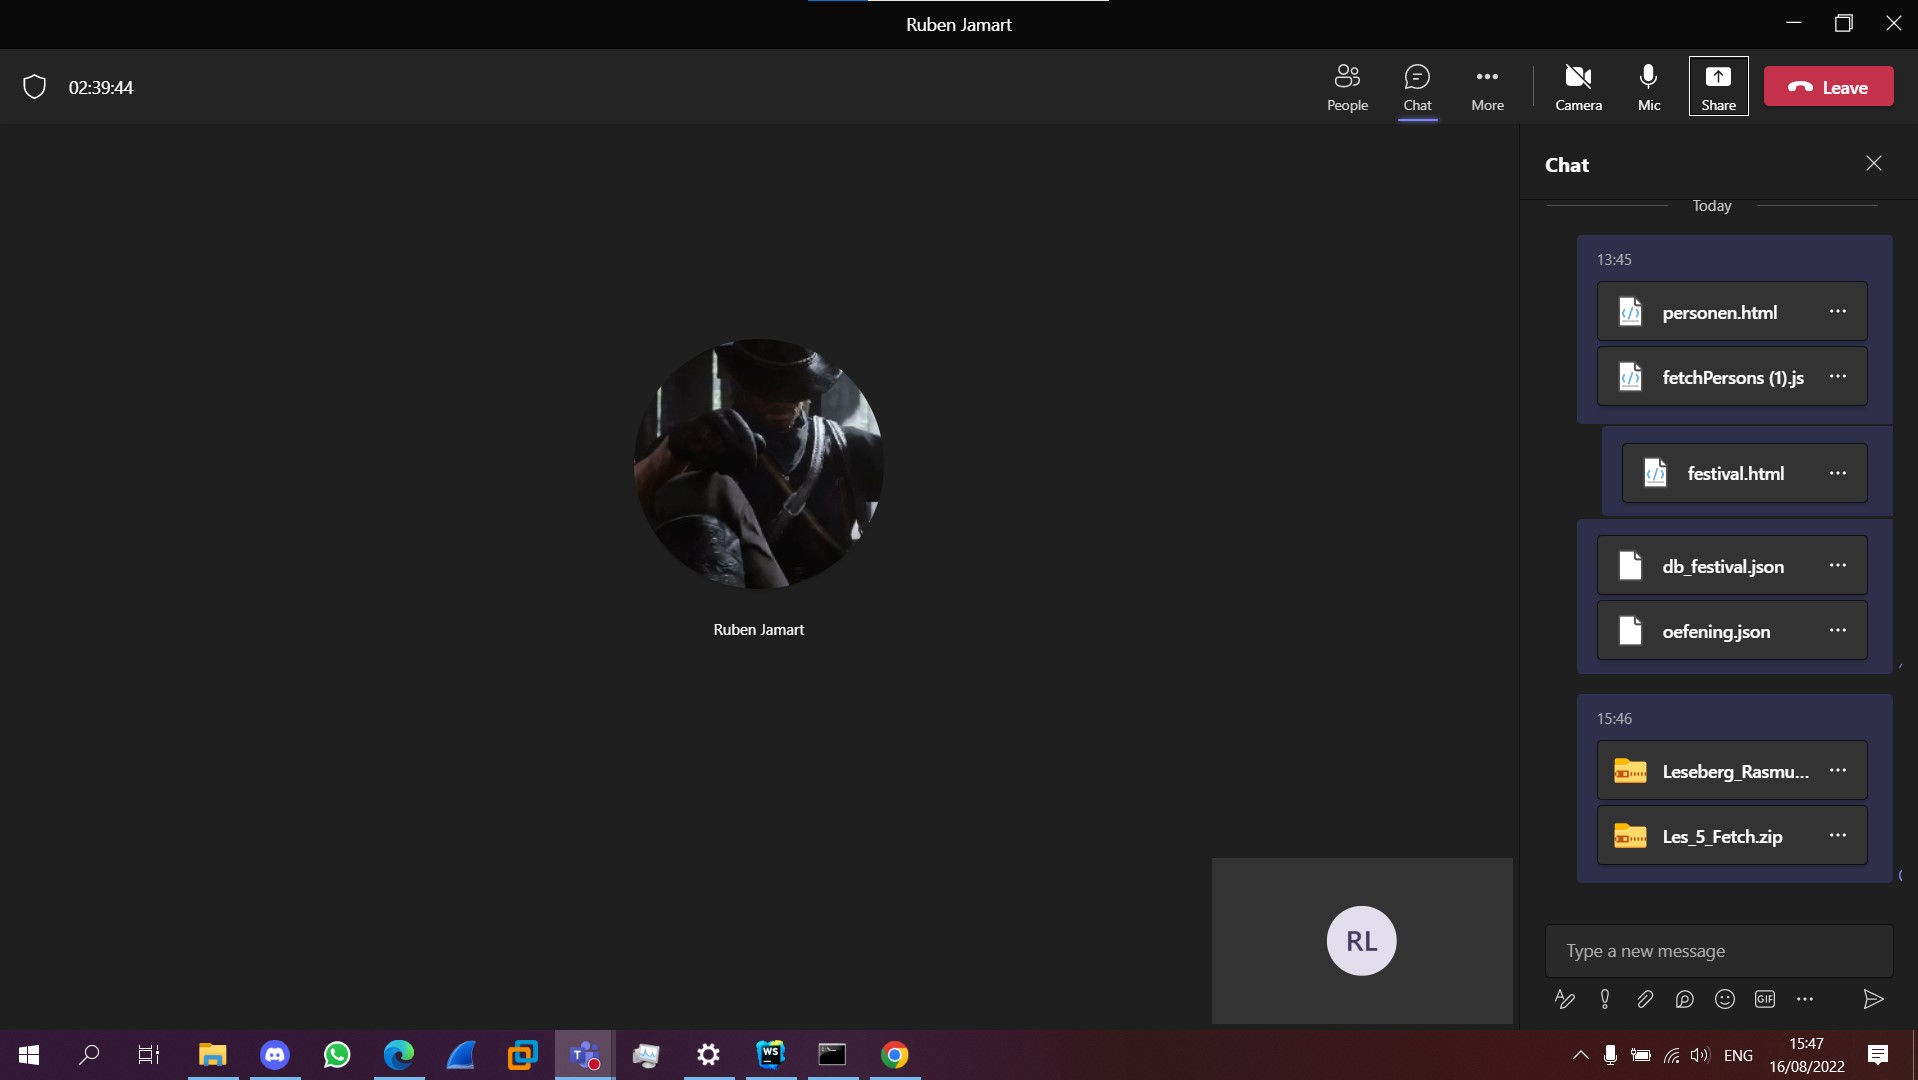 Ruben Jamart
02:39:44
People
Chat
More
Camera
Mic
Share
Leave
Chat
Today
13:45
personen.html
fetchPersons (1).js
festival.html
db_festival.json
oefening.json
15:46
Leseberg_Rasmu...
Les_5_Fetch.zip
Ruben Jamart
RL
Type a new message
GIF
T
WS
ENG
15:47
16/08/2022